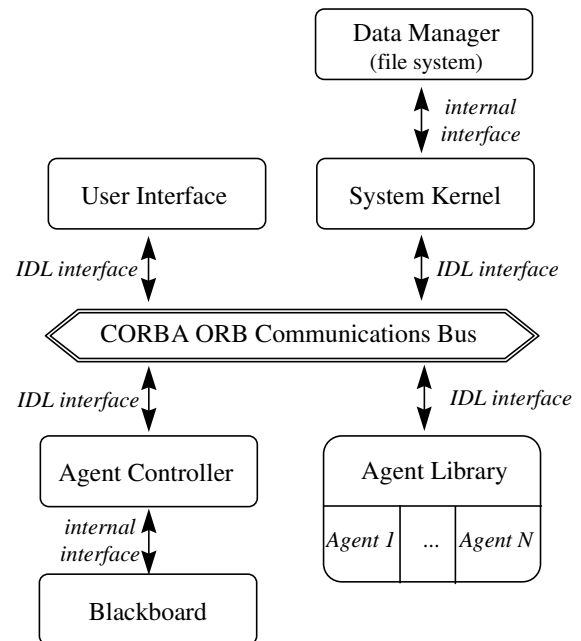 Data Manager
(file system)
internal
interface
User Interface
System Kernel
IDL interface
IDL interface
CORBA ORB Communications Bus
IDL interface
IDL interface
Agent Controller
Agent Library
internal
interface
Agent 1
...
Agent N
Blackboard